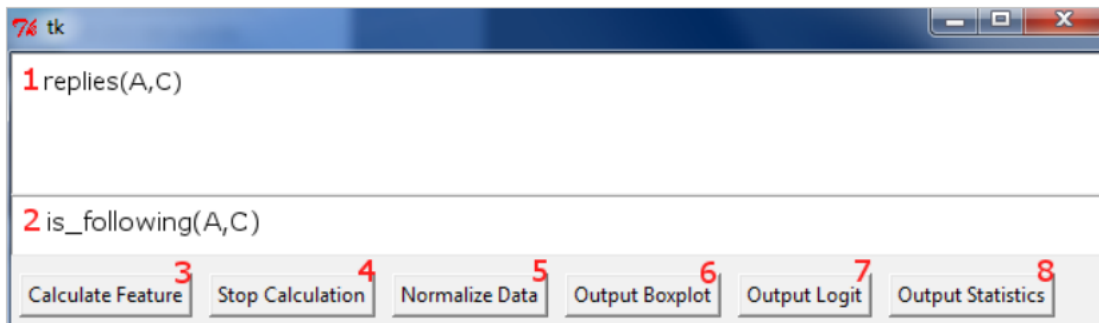 tk
1 replies(A,C)
2 is_following(A,C)
3 4 5 6 7 8
Calculate Feature Stop Calculation Normalize Data Output Boxplot Output Logit Output Statistics